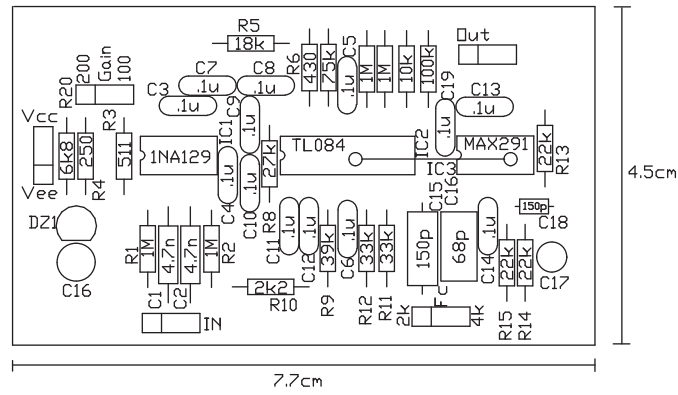 R5
18k
Out
R20
200
Gain
100
C7
.1u
C8
.1u
R6
430
75k
C5
.1u
1M
1M
10k
100k
C19
.1u
C13
.1u
C3
.1u
C9
.1u
Vcc
Vee
6k8
250
R4
R3
511
1NA129
IC1
.1u
C4
.1u
C10
27k
R8
TL084
IC2
MAX291
IC3
22k
R13
4.5cm
DZ1
C16
R1
1M
4.7n
4.7n
1M
R2
C1
C2
IN
2k2
R10
.1u
C11
.1u
C12
39k
R9
.1u
C6
33k
R12
33k
R11
C15
C16
150p
68p
.1u
C14
150p
C18
22k
R15
22k
R14
C17
2k
F
C
4k
7.7cm